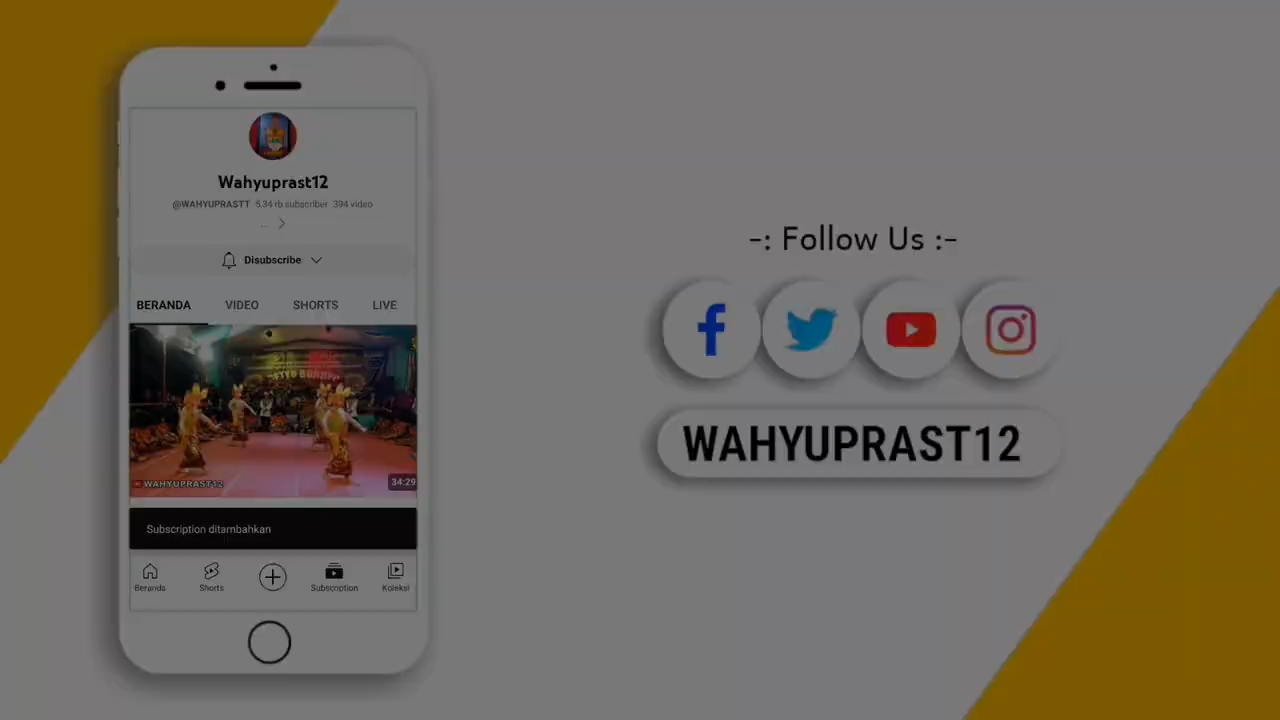 Wahyuprast12
@WAHYUPRASTT 5.34 rb subscriber 394 video
...
Disubscribe
BERANDA VIDEO SHORTS LIVE
WAHYUPRAST12
34:29
Subscription ditambahkan
Beranda Shorts Subscription Koleksi
-: Follow Us :-
WAHYUPRAST12